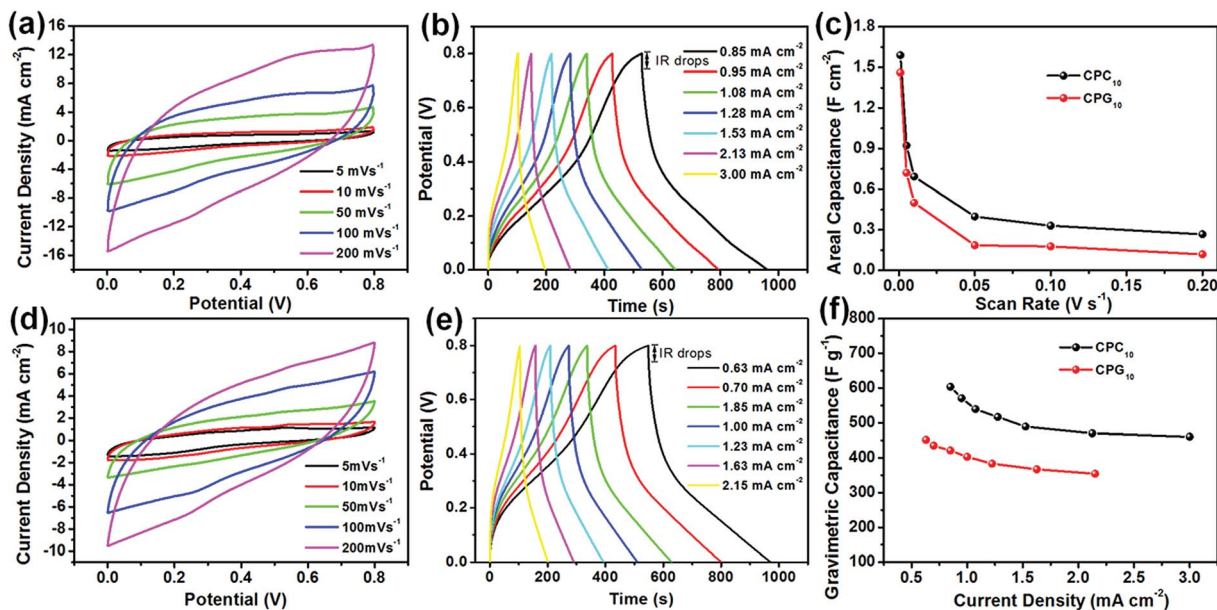 (a)
Current Density (mA cm⁻²)
16
12
8
4
0
-4
-8
-12
-16
5 mVs⁻¹
10 mVs⁻¹
50 mVs⁻¹
100 mVs⁻¹
200 mVs⁻¹
0.0 0.2 0.4 0.6 0.8
Potential (V)
(b)
Potential (V)
0.8
0.6
0.4
0.2
0.0
IR drops
0.85 mA cm⁻²
0.95 mA cm⁻²
1.08 mA cm⁻²
1.28 mA cm⁻²
1.53 mA cm⁻²
2.13 mA cm⁻²
3.00 mA cm⁻²
0 200 400 600 800 1000
Time (s)
(c)
Areal Capacitance (F cm⁻²)
1.8
1.5
1.2
0.9
0.6
0.3
0.0
CPC₁₀
CPG₁₀
0.00 0.05 0.10 0.15 0.20
Scan Rate (V s⁻¹)
(d)
Current Density (mA cm⁻²)
10
8
6
4
2
0
-2
-4
-6
-8
-10
5mVs⁻¹
10mVs⁻¹
50mVs⁻¹
100mVs⁻¹
200mVs⁻¹
0.0 0.2 0.4 0.6 0.8
Potential (V)
(e)
Potential (V)
0.8
0.6
0.4
0.2
0.0
IR drops
0.63 mA cm⁻²
0.70 mA cm⁻²
1.85 mA cm⁻²
1.00 mA cm⁻²
1.23 mA cm⁻²
1.63 mA cm⁻²
2.15 mA cm⁻²
0 200 400 600 800 1000
Time (s)
(f)
Gravimetric Capacitance (F g⁻¹)
800
700
600
500
400
300
200
100
0
CPC₁₀
CPG₁₀
0.5 1.0 1.5 2.0 2.5 3.0
Current Density (mA cm⁻²)